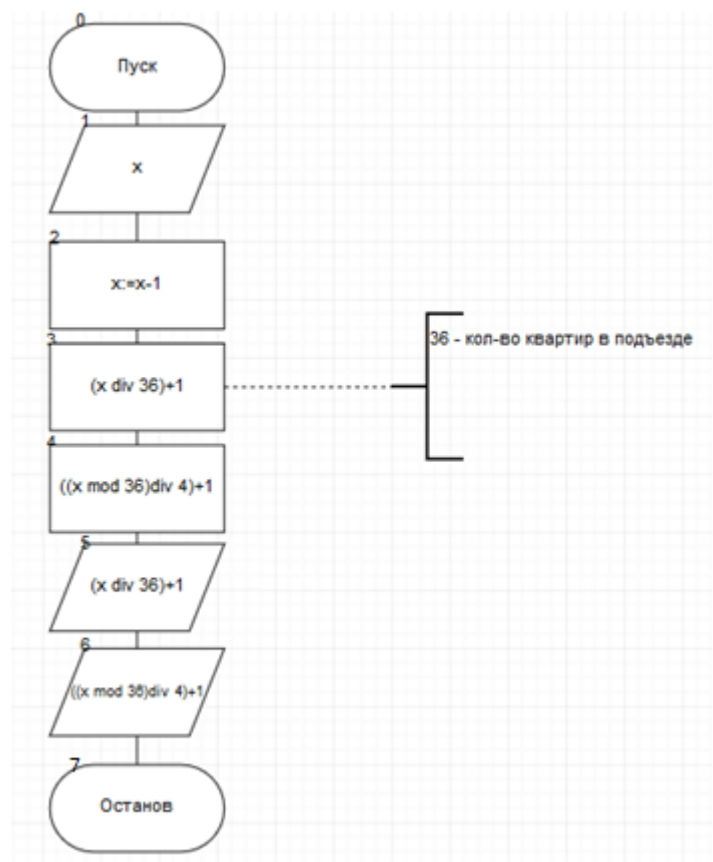 0
Пуск
1
x
2
x:=x-1
3
(x div 36)+1
36 - кол-во квартир в подъезде
4
((x mod 36)div 4)+1
5
(x div 36)+1
6
((x mod 36)div 4)+1
7
Останов